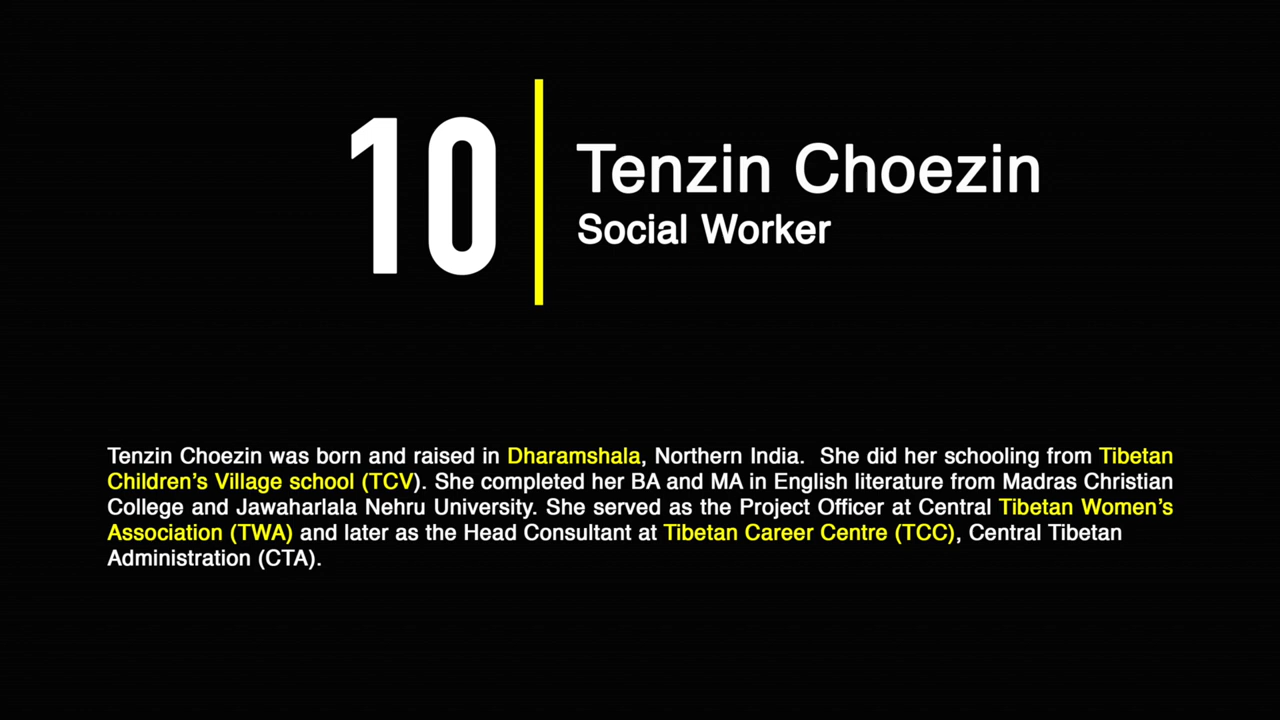 10
Tenzin Choezin
Social Worker
Tenzin Choezin was born and raised in Dharamshala, Northern India.  She did her schooling from Tibetan
Children's Village school (TCV). She completed her BA and MA in English literature from Madras Christian
College and Jawaharlala Nehru University. She served as the Project Officer at Central Tibetan Women's
Association (TWA) and later as the Head Consultant at Tibetan Career Centre (TCC), Central Tibetan
Administration (CTA).